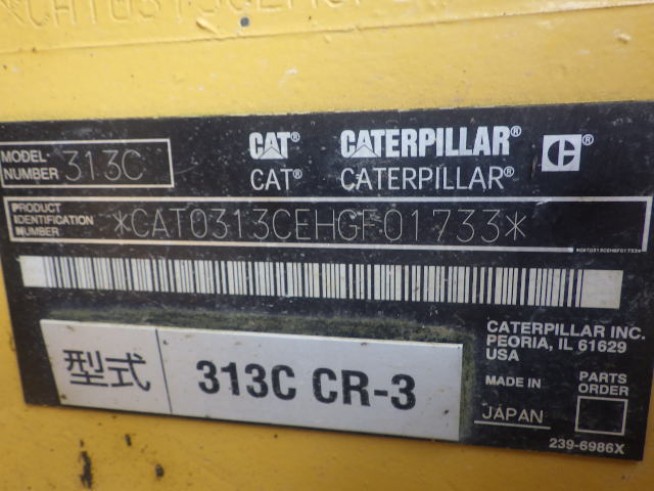 MODEL NUMBER 313C
CAT® CATERPILLAR®
CAT® CATERPILLAR®
PRODUCT IDENTIFICATION NUMBER *CAT0313CEHGF01733*
型式 313C CR-3
CATERPILLAR INC.
PEORIA, IL 61629
USA
MADE IN JAPAN
PARTS ORDER
239-6986X